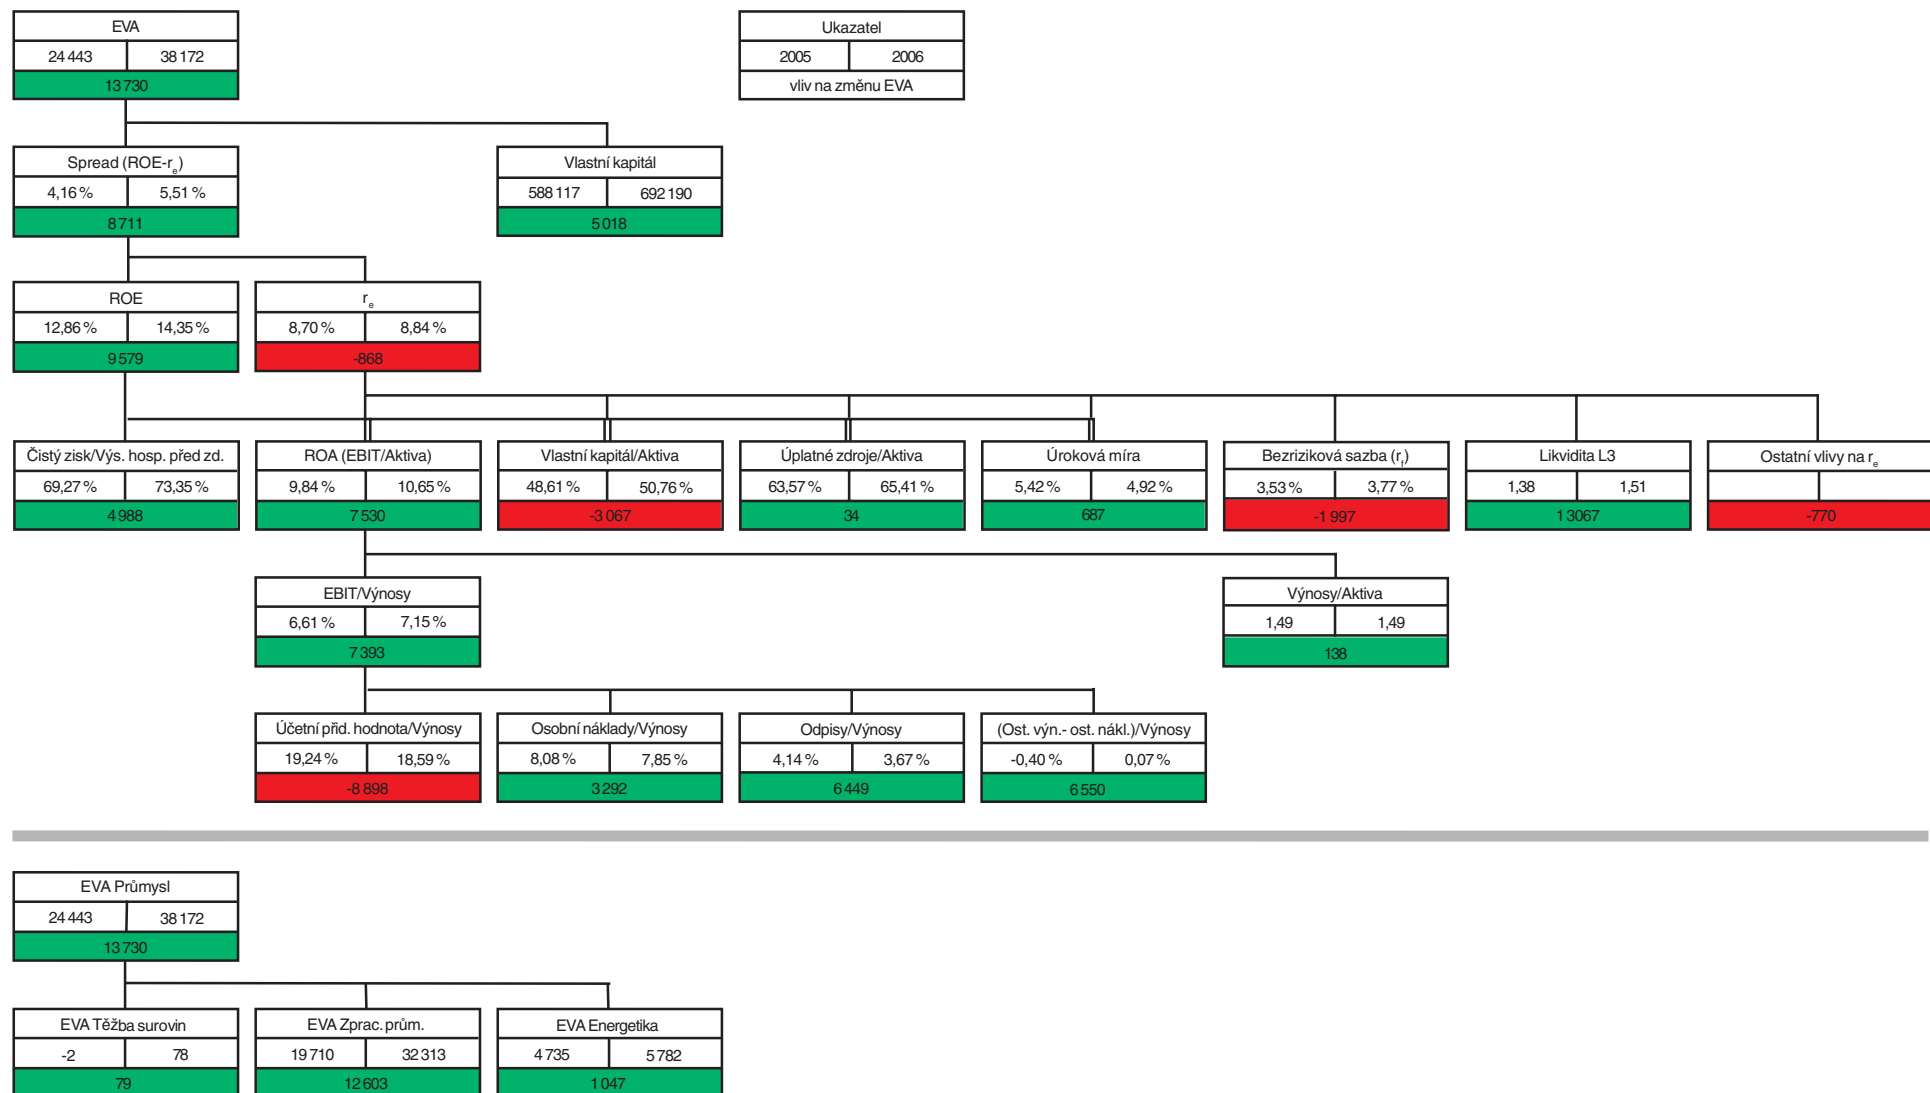 EVA
24 443 38 172
13 730
Ukazatel
2005 2006
vliv na změnu EVA
Spread (ROE-re)
4,16 % 5,51 %
8 711
Vlastní kapitál
588 117 692 190
5 018
ROE
12,86 % 14,35 %
9 579
re
8,70 % 8,84 %
-868
Čistý zisk/Výs. hosp. před zd.
69,27 % 73,35 %
4 988
ROA (EBIT/Aktiva)
9,84 % 10,65 %
7 530
Vlastní kapitál/Aktiva
48,61 % 50,76 %
-3 067
Úplatné zdroje/Aktiva
63,57 % 65,41 %
34
Úroková míra
5,42 % 4,92 %
687
Bezriziková sazba (rf)
3,53 % 3,77 %
-1 997
Likvidita L3
1,38 1,51
1 3067
Ostatní vlivy na re
-770
EBIT/Výnosy
6,61 % 7,15 %
7 393
Výnosy/Aktiva
1,49 1,49
138
Účetní přid. hodnota/Výnosy
19,24 % 18,59 %
-8 898
Osobní náklady/Výnosy
8,08 % 7,85 %
3 292
Odpisy/Výnosy
4,14 % 3,67 %
6 449
(Ost. výn.- ost. nákl.)/Výnosy
-0,40 % 0,07 %
6 550
EVA Průmysl
24 443 38 172
13 730
EVA Těžba surovin
-2 78
79
EVA Zprac. prům.
19 710 32 313
12 603
EVA Energetika
4 735 5 782
1 047